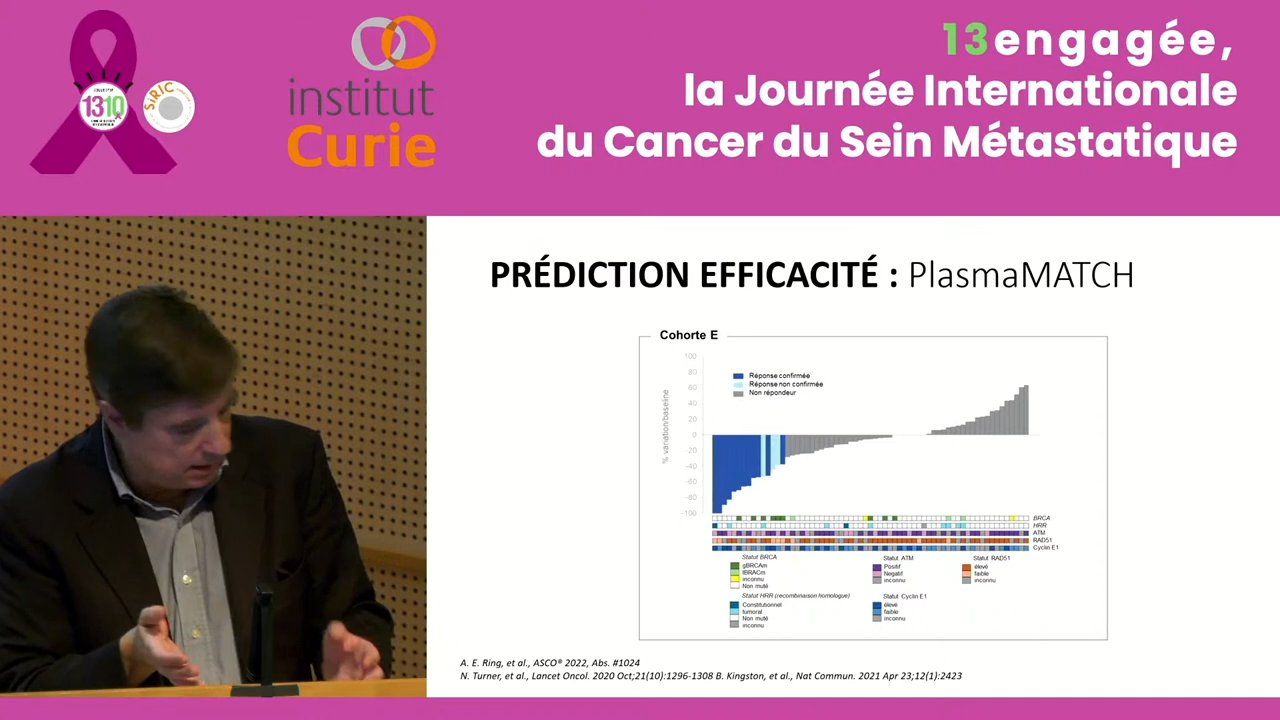 1310
SiRIC
institut
Curie
13engagée,
la Journée Internationale
du Cancer du Sein Métastatique
PRÉDICTION EFFICACITÉ : PlasmaMATCH
Cohorte E
100
80
60
40
20
0
-20
-40
-60
-80
-100
% variation/baseline
Réponse confirmée
Réponse non confirmée
Non répondeur
BRCA
HRR
ATM
RAD51
Cyclin E1
Statut BRCA
gBRCAm
tBRACm
inconnu
Non muté
Statut HRR (recombinaison homologue)
Constitutionnel
tumoral
Non muté
inconnu
Statut ATM
Positif
Negatif
inconnu
Statut Cyclin E1
élevé
faible
inconnu
Statut RAD51
élevé
faible
inconnu
A. E. Ring, et al., ASCO® 2022, Abs. #1024
N. Turner, et al., Lancet Oncol. 2020 Oct;21(10):1296-1308 B. Kingston, et al., Nat Commun. 2021 Apr 23;12(1):2423